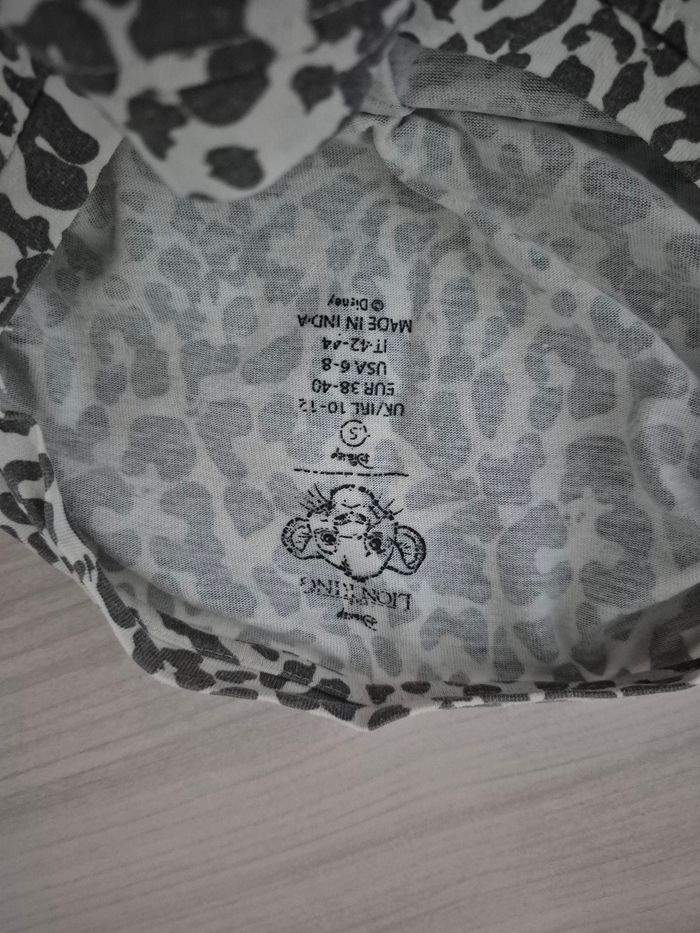 Disney
LION KING
Disney
S
UK/IRL 10-12
EUR 38-40
USA 6-8
IT 42-44
MADE IN INDIA
© Disney